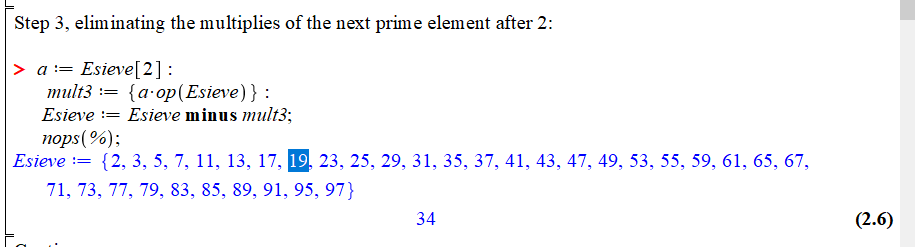 Step 3, eliminating the multiplies of the next prime element after 2:
> a := Esieve[2] :
mult3 := {a·op(Esieve)} :
Esieve := Esieve minus mult3;
nops(%);
Esieve := {2, 3, 5, 7, 11, 13, 17, 19, 23, 25, 29, 31, 35, 37, 41, 43, 47, 49, 53, 55, 59, 61, 65, 67,
71, 73, 77, 79, 83, 85, 89, 91, 95, 97}
34 (2.6)